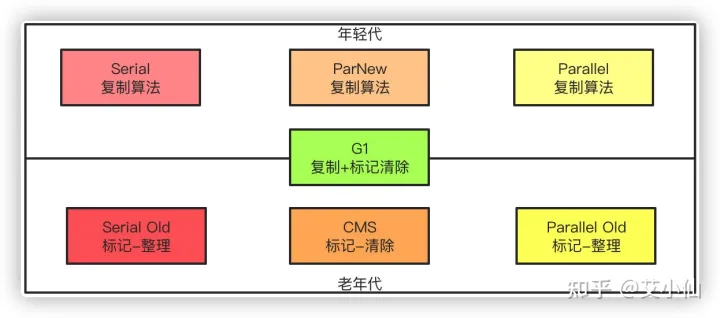 年轻代
Serial
复制算法
ParNew
复制算法
Parallel
复制算法
G1
复制+标记清除
Serial Old
标记-整理
CMS
标记-清除
Parallel Old
标记-整理
老年代
知乎 @艾小仙